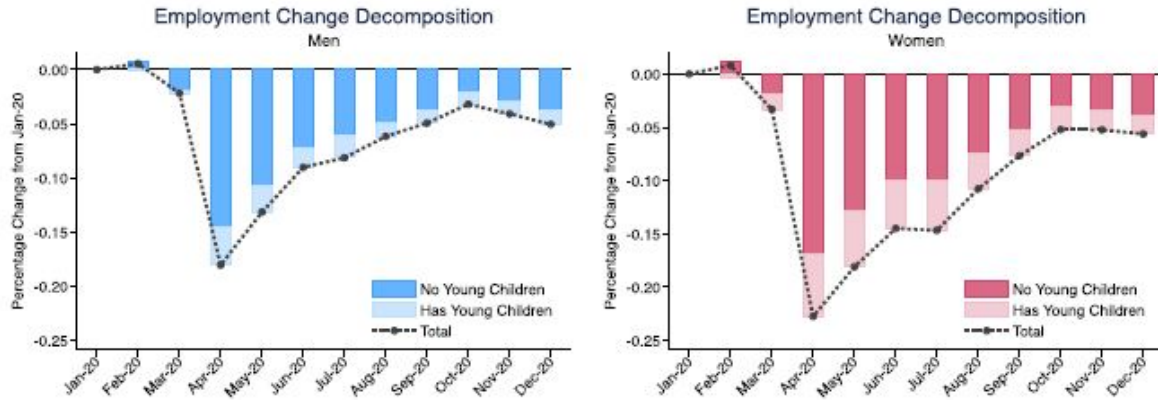 Employment Change Decomposition
Men
Percentage Change from Jan-20
0.00
-0.05
-0.10
-0.15
-0.20
-0.25
No Young Children
Has Young Children
Total
Jan-20
Feb-20
Mar-20
Apr-20
May-20
Jun-20
Jul-20
Aug-20
Sep-20
Oct-20
Nov-20
Dec-20
Employment Change Decomposition
Women
Percentage Change from Jan-20
0.00
-0.05
-0.10
-0.15
-0.20
-0.25
No Young Children
Has Young Children
Total
Jan-20
Feb-20
Mar-20
Apr-20
May-20
Jun-20
Jul-20
Aug-20
Sep-20
Oct-20
Nov-20
Dec-20